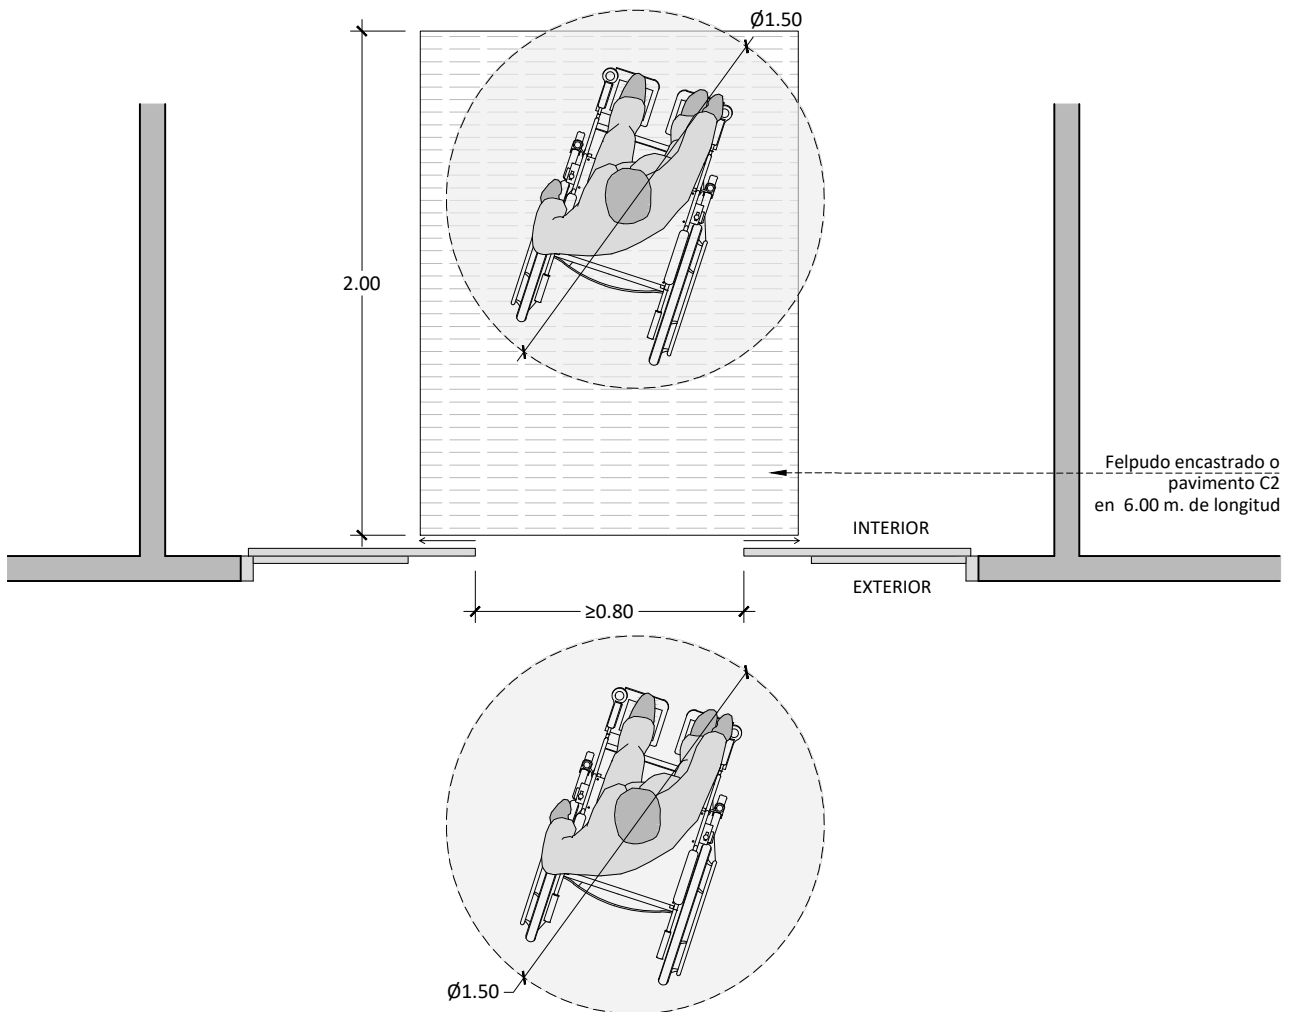 Ø1.50
2.00
Felpudo encastrado o
pavimento C2
en 6.00 m. de longitud
INTERIOR
EXTERIOR
≥0.80
Ø1.50